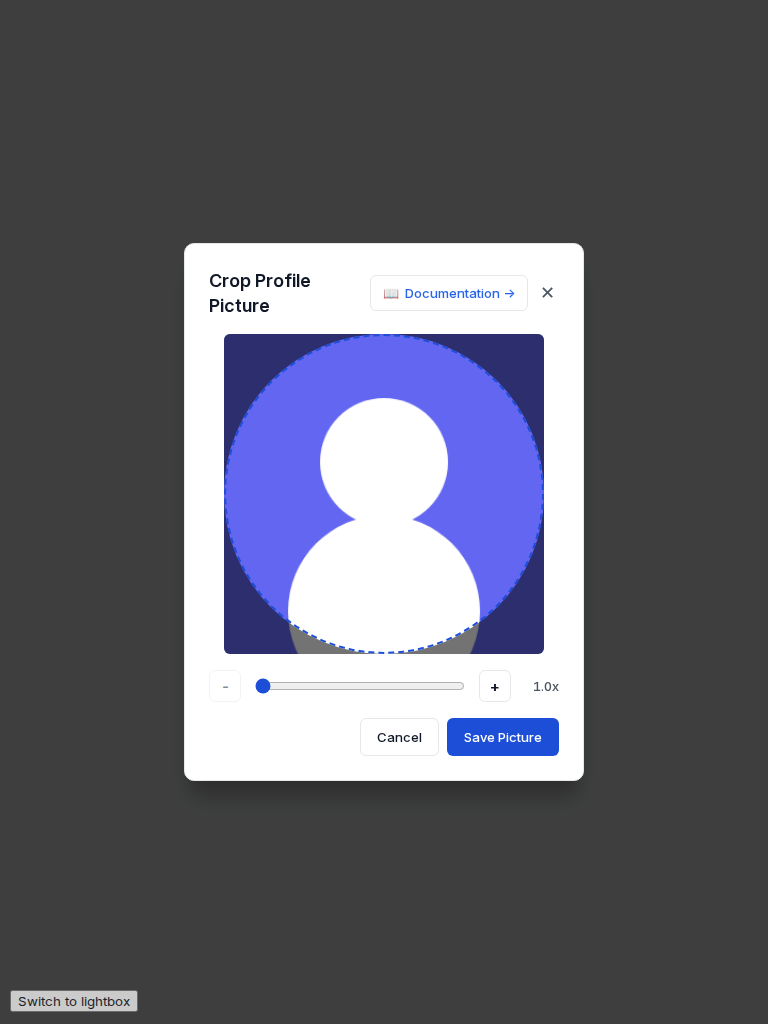 Crop Profile
Picture
📖 Documentation →
✕
-
+
1.0x
Cancel
Save Picture
Switch to lightbox